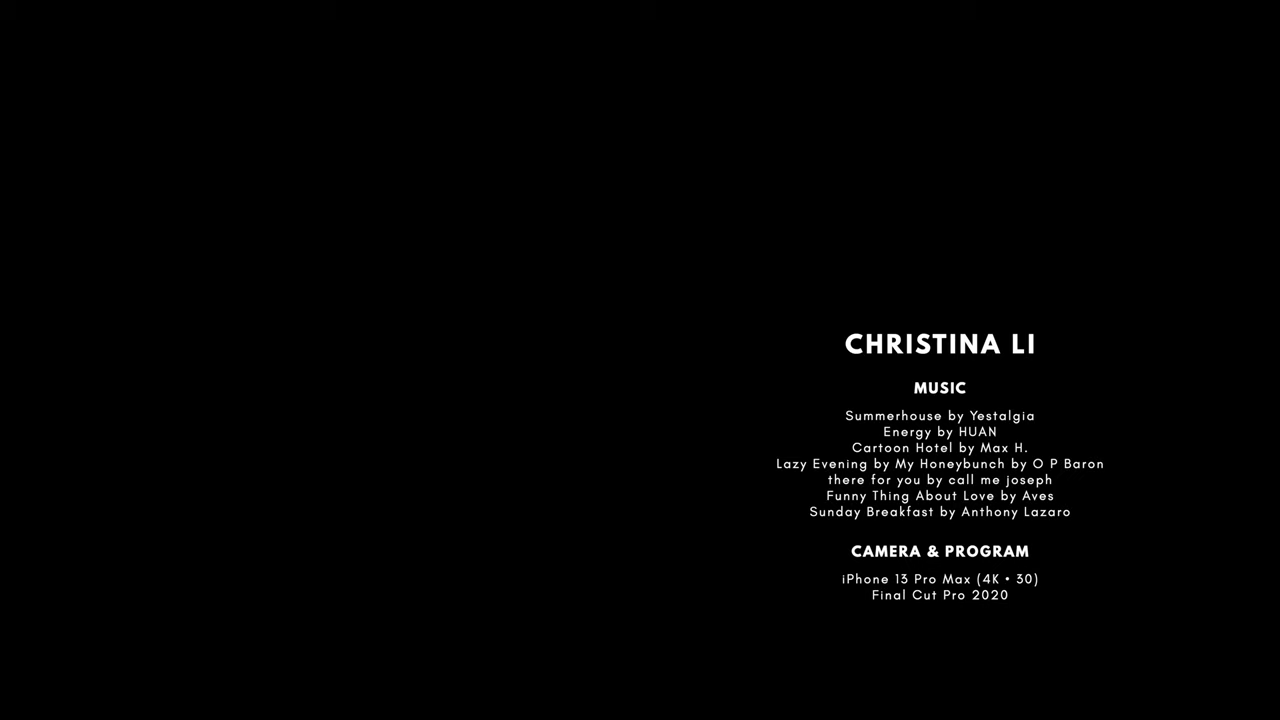 CHRISTINA LI
MUSIC
Summerhouse by Yestalgia
Energy by HUAN
Cartoon Hotel by Max H.
Lazy Evening by My Honeybunch by O P Baron
there for you by call me joseph
Funny Thing About Love by Aves
Sunday Breakfast by Anthony Lazaro
CAMERA & PROGRAM
iPhone 13 Pro Max (4K • 30)
Final Cut Pro 2020